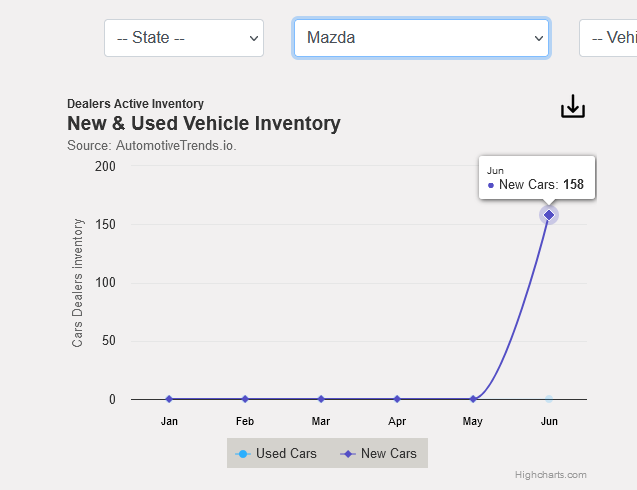 -- State --
Mazda
-- Vehi
Dealers Active Inventory
New & Used Vehicle Inventory
Source: AutomotiveTrends.io.
Jun
New Cars: 158
Cars Dealers inventory
200
150
100
50
0
Jan Feb Mar Apr May Jun
Used Cars New Cars
Highcharts.com